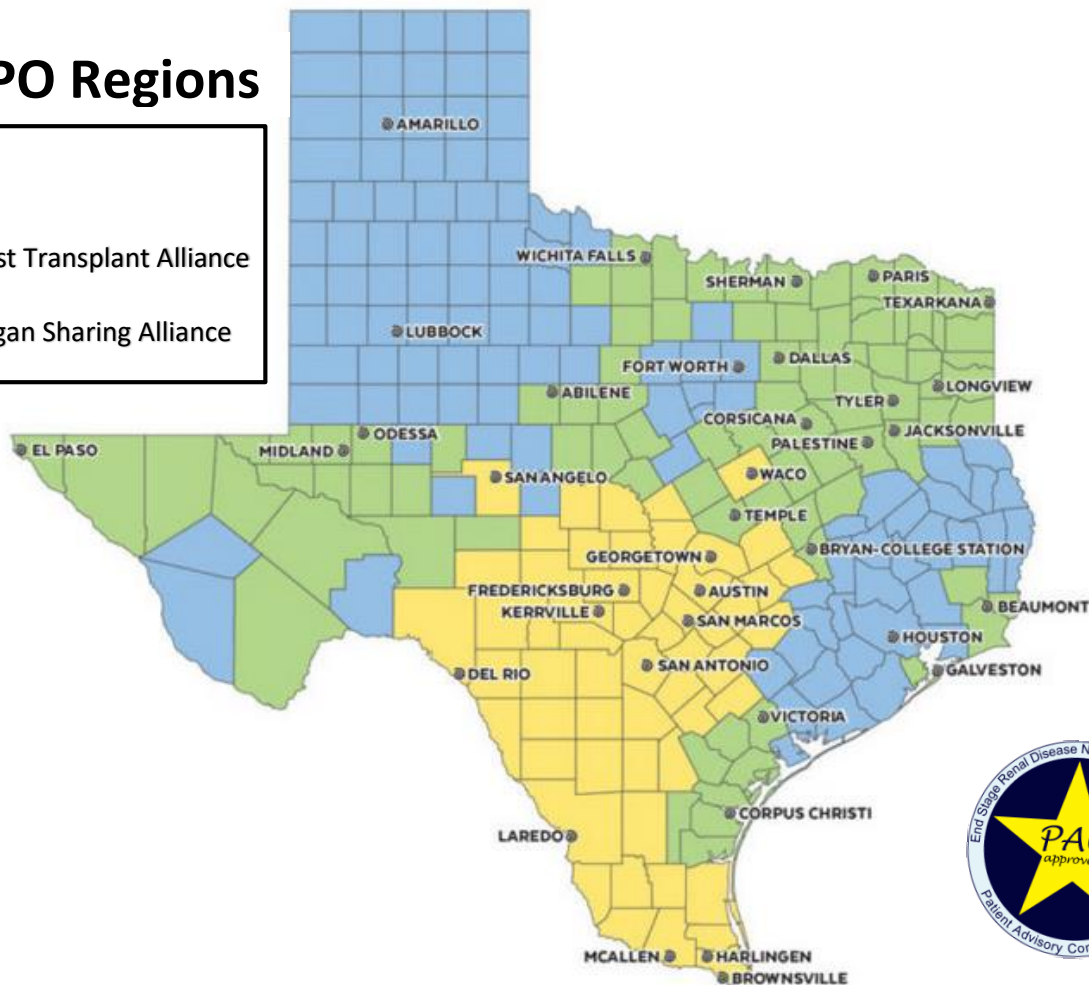 PO Regions
st Transplant Alliance
gan Sharing Alliance
AMARILLO
WICHITA FALLS
SHERMAN
PARIS
TEXARKANA
LUBBOCK
FORT WORTH
DALLAS
ABILENE
LONGVIEW
TYLER
CORSICANA
ODESSA
JACKSONVILLE
PALESTINE
EL PASO
MIDLAND
SAN ANGELO
WACO
TEMPLE
GEORGETOWN
BRYAN-COLLEGE STATION
FREDERICKSBURG
AUSTIN
KERRVILLE
BEAUMONT
SAN MARCOS
HOUSTON
SAN ANTONIO
GALVESTON
DEL RIO
VICTORIA
CORPUS CHRISTI
LAREDO
MCALLEN
HARLINGEN
BROWNSVILLE
End Stage Renal Disease N
PA
approve
Patient Advisory Co